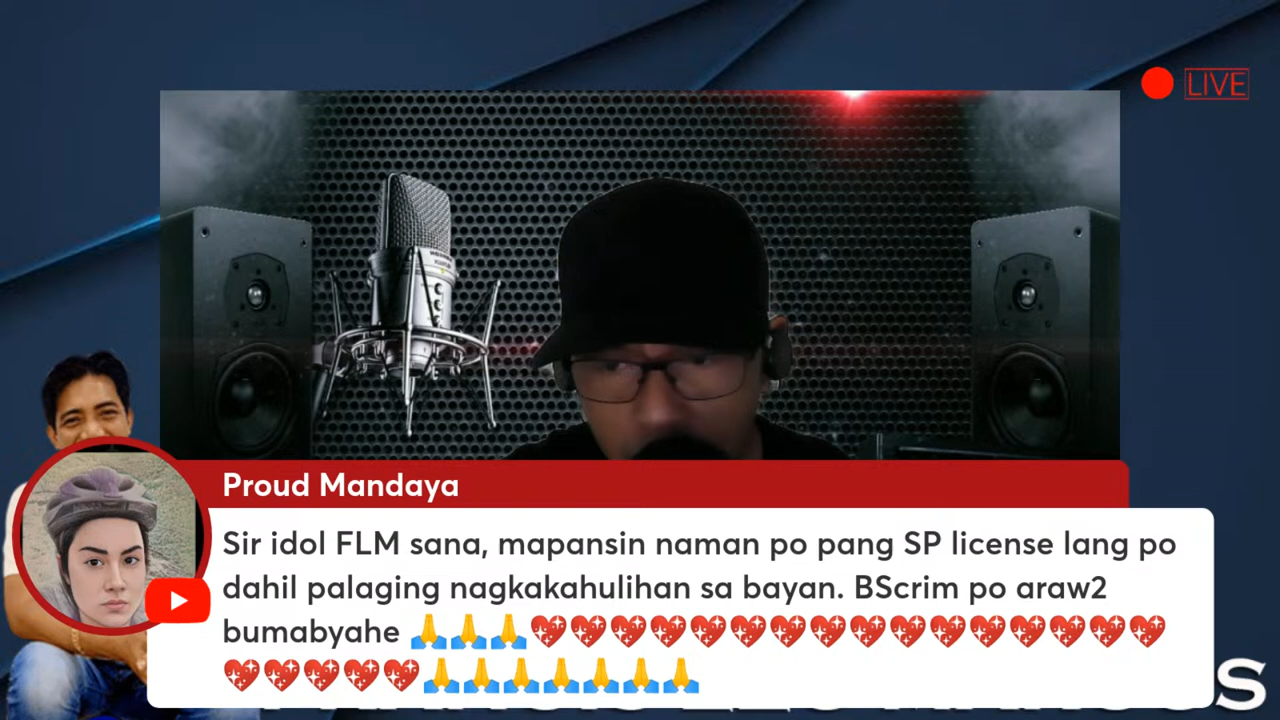 LIVE
Proud Mandaya
Sir idol FLM sana, mapansin naman po pang SP license lang po
dahil palaging nagkakahulihan sa bayan. BScrim po araw2
bumabyahe 🙏🙏🙏💖💖💖💖💖💖💖💖💖💖💖💖💖💖💖💖
💖💖💖💖💖🙏🙏🙏🙏🙏🙏🙏